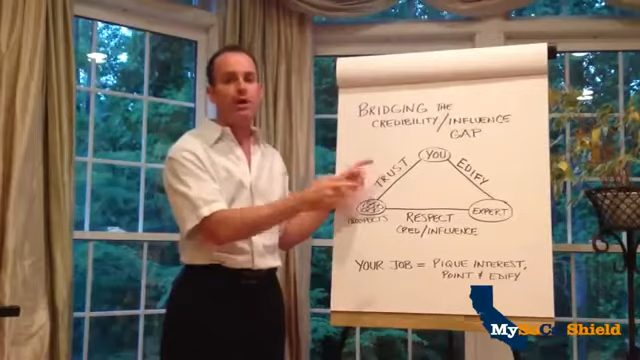 BRIDGING THE
CREDIBILITY/INFLUENCE
GAP
YOU
TRUST
EDIFY
PROSPECTS
RESPECT
CRED/INFLUENCE
EXPERT
YOUR JOB = PIQUE INTEREST,
POINT & EDIFY
Shield